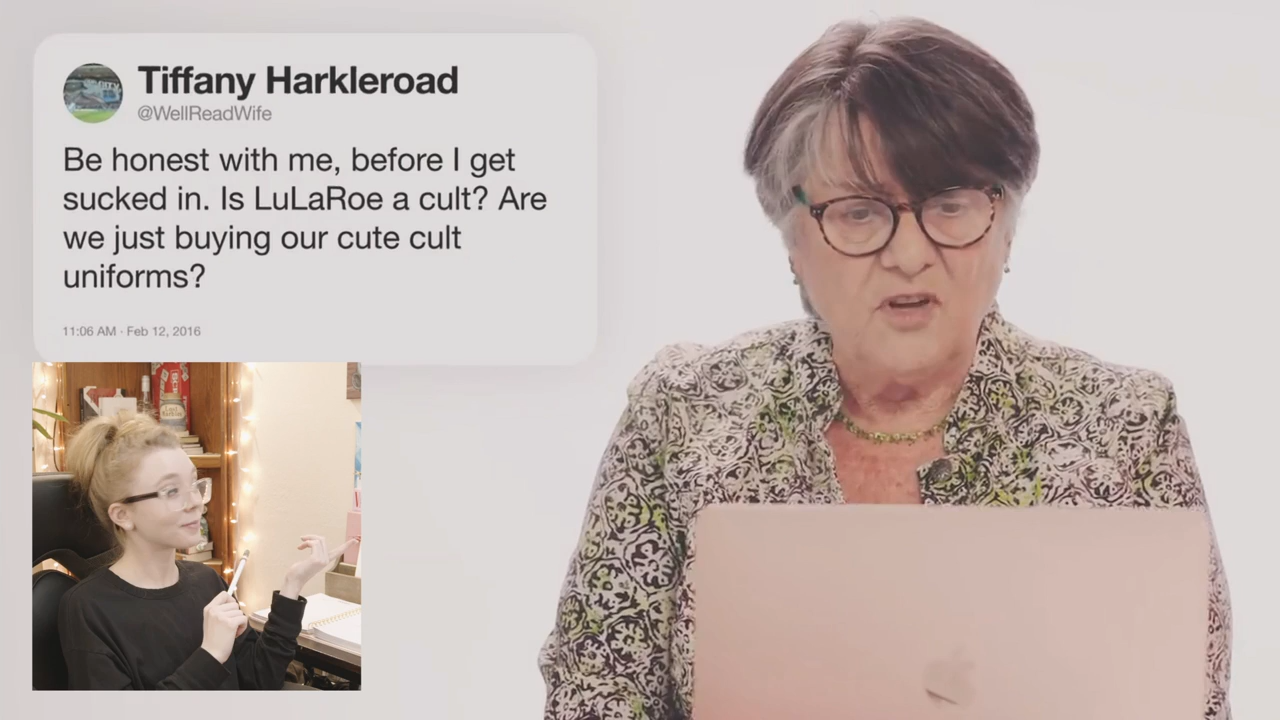 Tiffany Harkleroad
@WellReadWife
Be honest with me, before I get
sucked in. Is LuLaRoe a cult? Are
we just buying our cute cult
uniforms?
11:06 AM · Feb 12, 2016